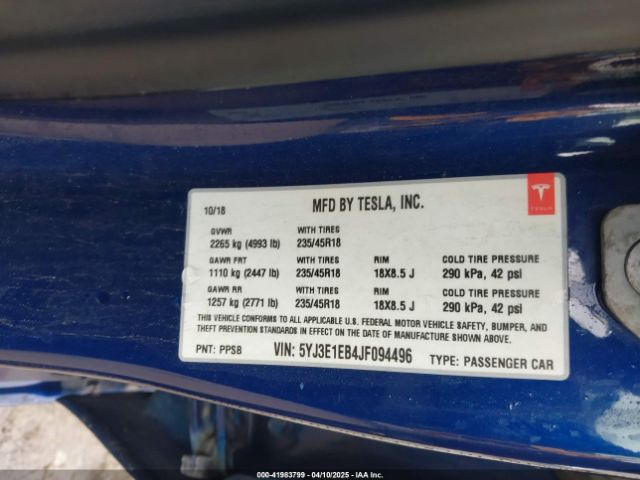 10/18 MFD BY TESLA, INC.
TESLA
GVWR WITH TIRES
2265 kg (4993 lb) 235/45R18
GAWR FRT WITH TIRES RIM COLD TIRE PRESSURE
1110 kg (2447 lb) 235/45R18 18X8.5 J 290 kPa, 42 psi
GAWR RR WITH TIRES RIM COLD TIRE PRESSURE
1257 kg (2771 lb) 235/45R18 18X8.5 J 290 kPa, 42 psi
THIS VEHICLE CONFORMS TO ALL APPLICABLE U.S. FEDERAL MOTOR VEHICLE SAFETY, BUMPER, AND
THEFT PREVENTION STANDARDS IN EFFECT ON THE DATE OF MANUFACTURE SHOWN ABOVE.
PNT: PPSB VIN: 5YJ3E1EB4JF094496 TYPE: PASSENGER CAR
00-41983799 - 04/10/2025 - IAA Inc.